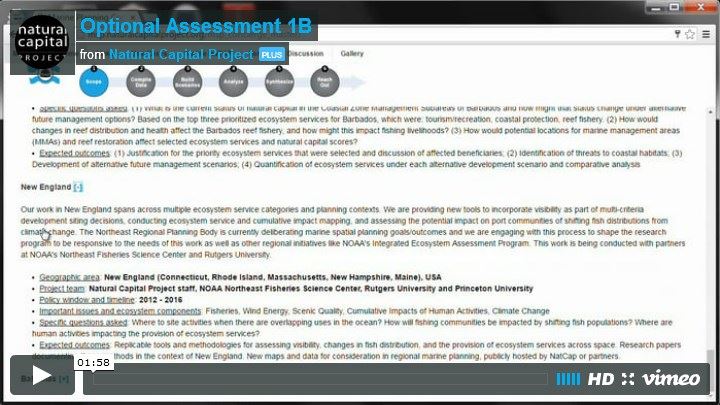 natural
capital
PROJECT
Optional Assessment 1B
from Natural Capital Project PLUS
Discussion Gallery
1 2 3 4 5 6
Scope Compile Data Build Scenarios Analyze Synthesize Reach Out
• Specific questions asked: (1) What is the current status of natural capital in the Coastal Zone Management Subareas of Barbados and how might that status change under alternative
future management options? Based on the top three prioritized ecosystem services for Barbados, which were: tourism/recreation, coastal protection, reef fishery. (2) How would
changes in reef distribution and health affect the Barbados reef fishery, and how might this impact fishing livelihoods? (3) How would potential locations for marine management areas
(MMAs) and reef restoration affect selected ecosystem services and natural capital scores?
• Expected outcomes: (1) Justification for the priority ecosystem services that were selected and discussion of affected beneficiaries; (2) Identification of threats to coastal habitats; (3)
Development of alternative future management scenarios; (4) Quantification of ecosystem services under each alternative development scenario and comparative analysis
New England [-]
Our work in New England spans across multiple ecosystem service categories and planning contexts. We are providing new tools to incorporate visibility as part of multi-criteria
development siting decisions, conducting ecosystem service and cumulative impact mapping, and assessing the potential impact on port communities of shifting fish distributions from
climate change. The Northeast Regional Planning Body is currently deliberating marine spatial planning goals/outcomes and we are engaging with this process to shape the research
program to be responsive to the needs of this work as well as other regional initiatives like NOAA's Integrated Ecosystem Assessment Program. This work is being conducted with partners
at NOAA's Northeast Fisheries Science Center and Rutgers University.
• Geographic area: New England (Connecticut, Rhode Island, Massachusetts, New Hampshire, Maine), USA
• Project team: Natural Capital Project staff, NOAA Northeast Fisheries Science Center, Rutgers University and Princeton University
• Policy window and timeline: 2012 - 2016
• Important issues and ecosystem components: Fisheries, Wind Energy, Scenic Quality, Cumulative Impacts of Human Activities, Climate Change
• Specific questions asked: Where to site activities when there are overlapping uses in the ocean? How will fishing communities be impacted by shifting fish populations? Where are
human activities impacting the provision of ecosystem services?
• Expected outcomes: Replicable tools and methodologies for assessing visibility, changes in fish distribution, and the provision of ecosystem services across space. Research papers
in the context of New England. New maps and data for consideration in regional marine planning, publicly hosted by NatCap or partners.
01:58
[+]
HD vimeo